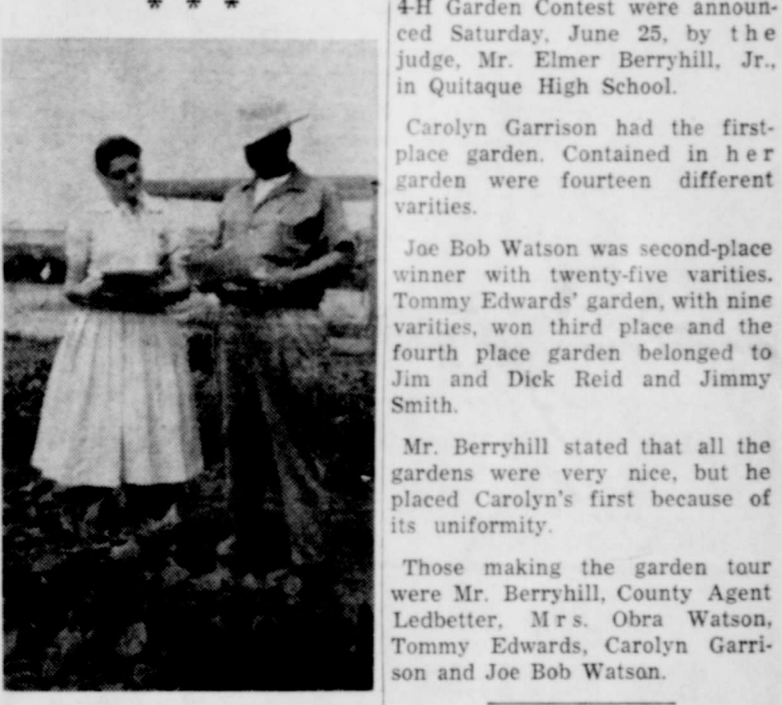 * * *
4-H Garden Contest were announ-
ced Saturday, June 25, by the
judge, Mr. Elmer Berryhill, Jr.,
in Quitaque High School.
Carolyn Garrison had the first-
place garden. Contained in her
garden were fourteen different
varities.
Joe Bob Watson was second-place
winner with twenty-five varities.
Tommy Edwards' garden, with nine
varities, won third place and the
fourth place garden belonged to
Jim and Dick Reid and Jimmy
Smith.
Mr. Berryhill stated that all the
gardens were very nice, but he
placed Carolyn's first because of
its uniformity.
Those making the garden tour
were Mr. Berryhill, County Agent
Ledbetter, Mrs. Obra Watson,
Tommy Edwards, Carolyn Garri-
son and Joe Bob Watson.